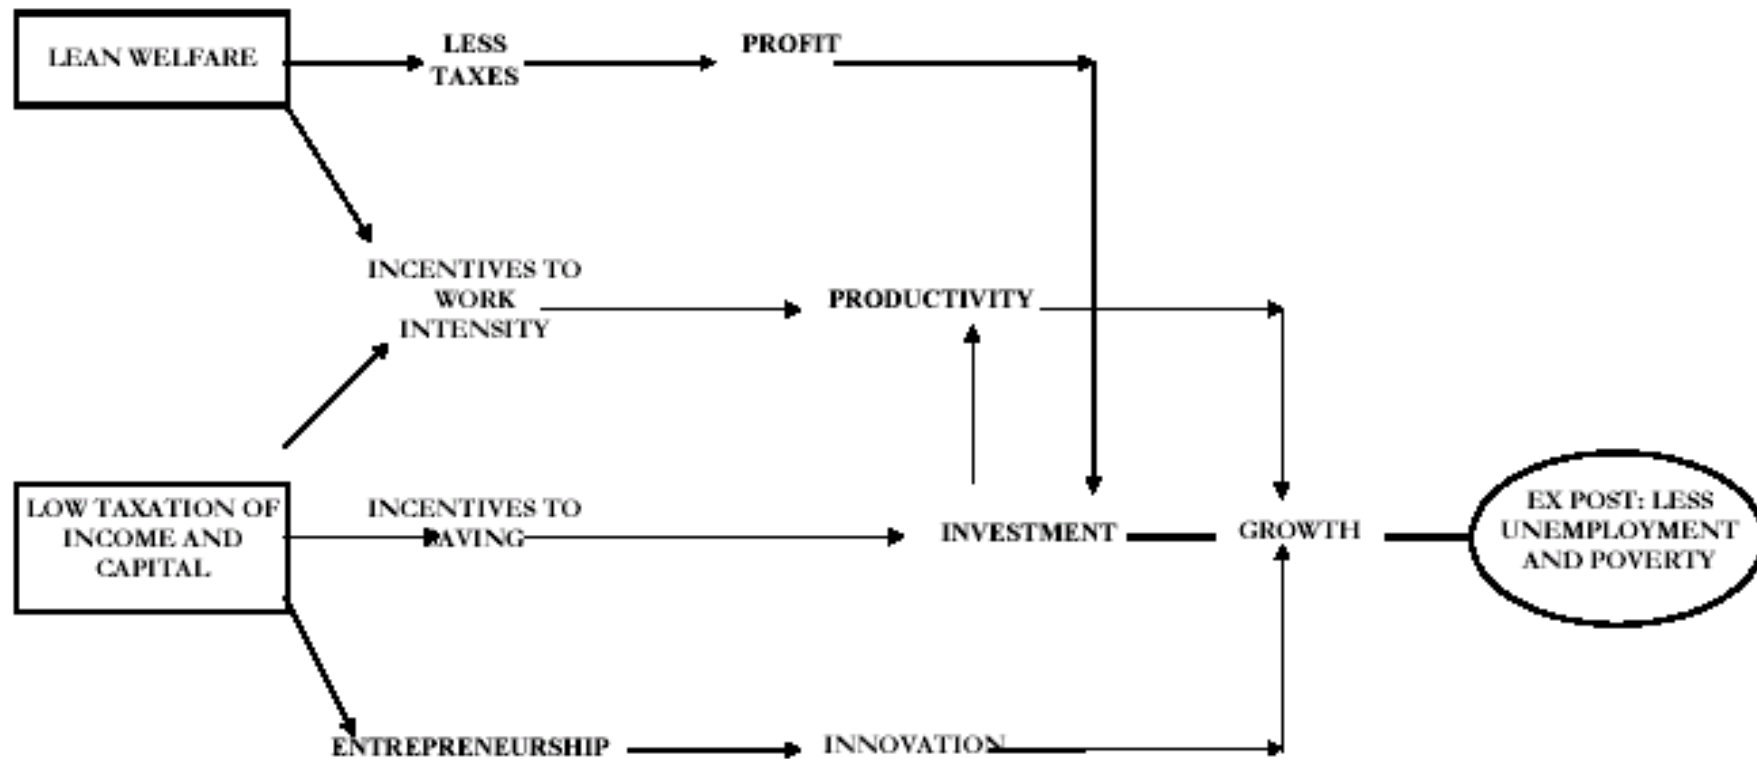 LEAN WELFARE
LESS
TAXES
PROFIT
INCENTIVES TO
WORK
INTENSITY
PRODUCTIVITY
LOW TAXATION OF
INCOME AND
CAPITAL
INCENTIVES TO
SAVING
INVESTMENT
GROWTH
EX POST: LESS
UNEMPLOYMENT
AND POVERTY
ENTREPRENEURSHIP
INNOVATION